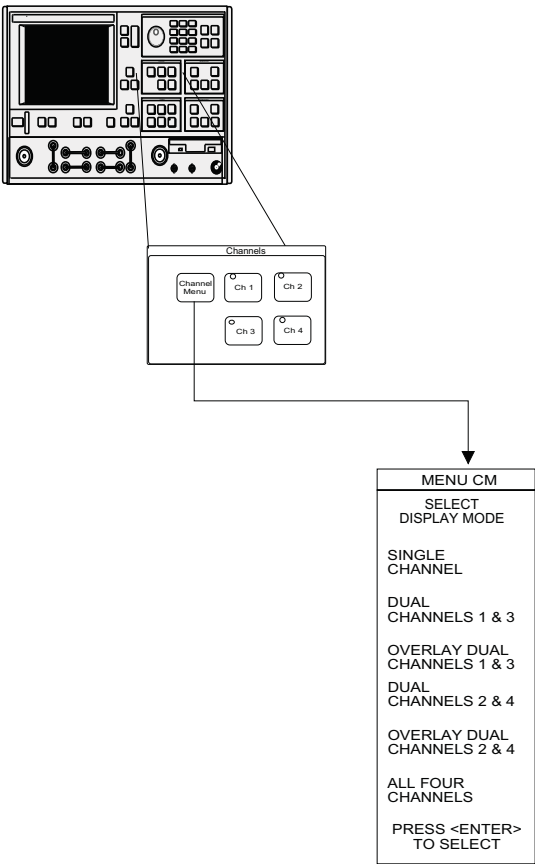 Channels
Channel
Menu
Ch 1
Ch 2
Ch 3
Ch 4
MENU CM
SELECT
DISPLAY MODE
SINGLE
CHANNEL
DUAL
CHANNELS 1 & 3
OVERLAY DUAL
CHANNELS 1 & 3
DUAL
CHANNELS 2 & 4
OVERLAY DUAL
CHANNELS 2 & 4
ALL FOUR
CHANNELS
PRESS <ENTER>
TO SELECT